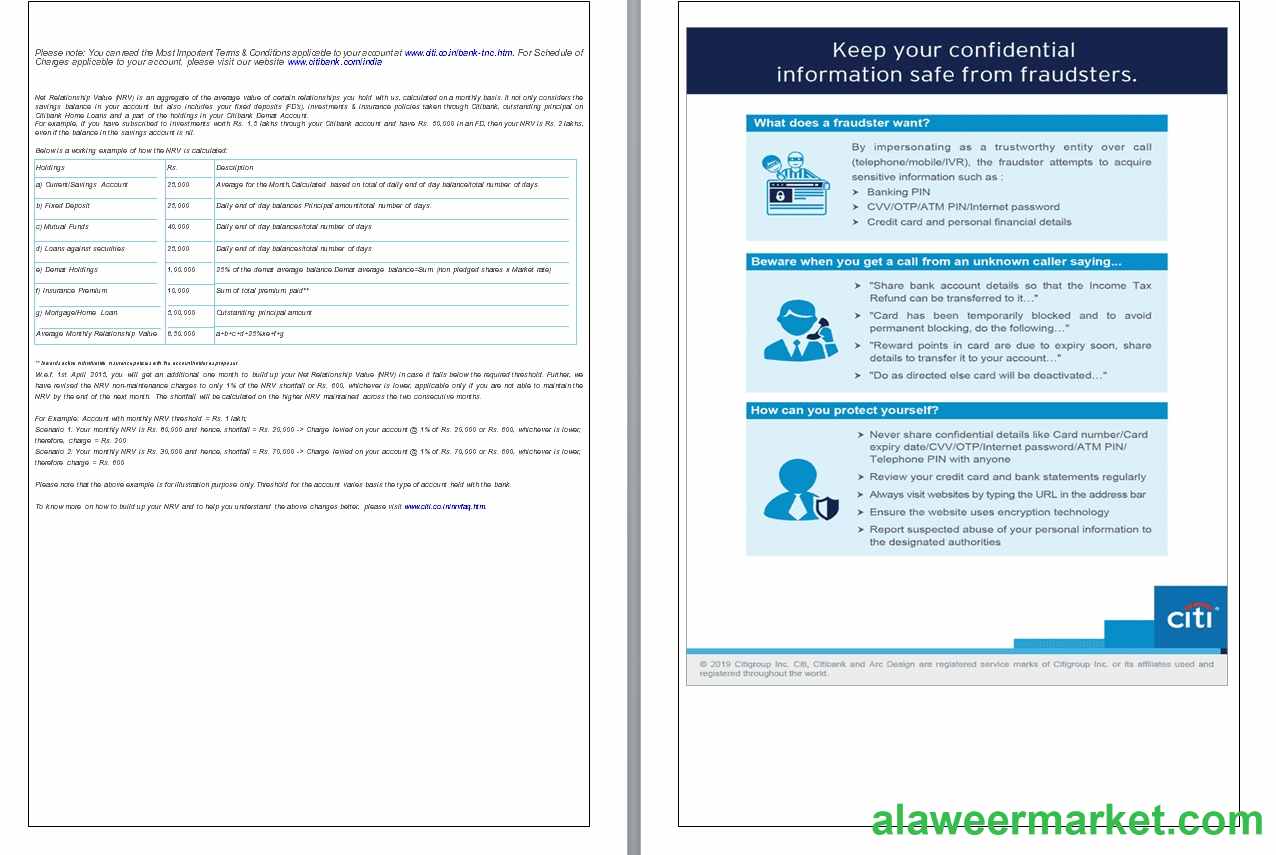 Please note: You can read the Most Important Terms & Conditions applicable to your account at www.citi.co.in/bank-tnc.htm. For Schedule of
Charges applicable to your account, please visit our website www.citibank.com/india
Net Relationship Value (NRV) is an aggregate of the average value of certain relationships you hold with us, calculated on a monthly basis. It not only considers the
savings balance in your account but also includes your fixed deposits (FD's), investments & Insurance policies taken through Citibank, outstanding principal on
Citibank Home Loans and a part of the holdings in your Citibank Demat Account.
For example, if you have subscribed to investments worth Rs. 1.5 lakhs through your Citibank account and have Rs. 50,000 in an FD, then your NRV is Rs. 2 lakhs,
even if the balance in the savings account is nil.
Below is a working example of how the NRV is calculated:
Holdings Rs. Description
a) Current/Savings Account 25,000 Average for the Month.Calculated based on total of daily end of day balance/total number of days
b) Fixed Deposit 25,000 Daily end of day balances Principal amount/total number of days.
c) Mutual Funds 40,000 Daily end of day balances/total number of days
d) Loans against securities 25,000 Daily end of day balances/total number of days
e) Demat Holdings 1,00,000 25% of the demat average balance.Demat average balance=Sum (non pledged shares x Market rate)
f) Insurance Premium 10,000 Sum of total premium paid**
g) Mortgage/Home Loan 5,00,000 Outstanding principal amount
Average Monthly Relationship Value 6,50,000 a+b+c+d+25%xe+f+g
W.e.f. 1st April 2015, you will get an additional one month to build up your Net Relationship Value (NRV) in case it falls below the required threshold. Further, we
have revised the NRV non-maintenance charges to only 1% of the NRV shortfall or Rs. 600, whichever is lower, applicable only if you are not able to maintain the
NRV by the end of the next month. The shortfall will be calculated on the higher NRV maintained across the two consecutive months.
For Example: Account with monthly NRV threshold = Rs. 1 lakh;
Scenario 1: Your monthly NRV is Rs. 80,000 and hence, shortfall = Rs. 20,000 -> Charge levied on your account @ 1% of Rs. 20,000 or Rs. 600, whichever is lower;
therefore, charge = Rs. 200
Scenario 2: Your monthly NRV is Rs. 30,000 and hence, shortfall = Rs. 70,000 -> Charge levied on your account @ 1% of Rs. 70,000 or Rs. 600, whichever is lower;
therefore charge = Rs. 600
Please note that the above example is for illustration purpose only. Threshold for the account varies basis the type of account held with the bank.
To know more on how to build up your NRV and to help you understand the above changes better, please visit www.citi.co.in/nrvfaq.htm.
Keep your confidential
information safe from fraudsters.
What does a fraudster want?
By impersonating as a trustworthy entity over call
(telephone/mobile/IVR), the fraudster attempts to acquire
sensitive information such as :
➤ Banking PIN
➤ CVV/OTP/ATM PIN/Internet password
➤ Credit card and personal financial details
Beware when you get a call from an unknown caller saying...
➤ "Share bank account details so that the Income Tax
Refund can be transferred to it…"
➤ "Card has been temporarily blocked and to avoid
permanent blocking, do the following…"
➤ "Reward points in card are due to expiry soon, share
details to transfer it to your account…"
➤ "Do as directed else card will be deactivated…"
How can you protect yourself?
➤ Never share confidential details like Card number/Card
expiry date/CVV/OTP/Internet password/ATM PIN/
Telephone PIN with anyone
➤ Review your credit card and bank statements regularly
➤ Always visit websites by typing the URL in the address bar
➤ Ensure the website uses encryption technology
➤ Report suspected abuse of your personal information to
the designated authorities
citi®
© 2019 Citigroup Inc. Citi, Citibank and Arc Design are registered service marks of Citigroup Inc. or its affiliates used and
registered throughout the world.
alaweermarket.com